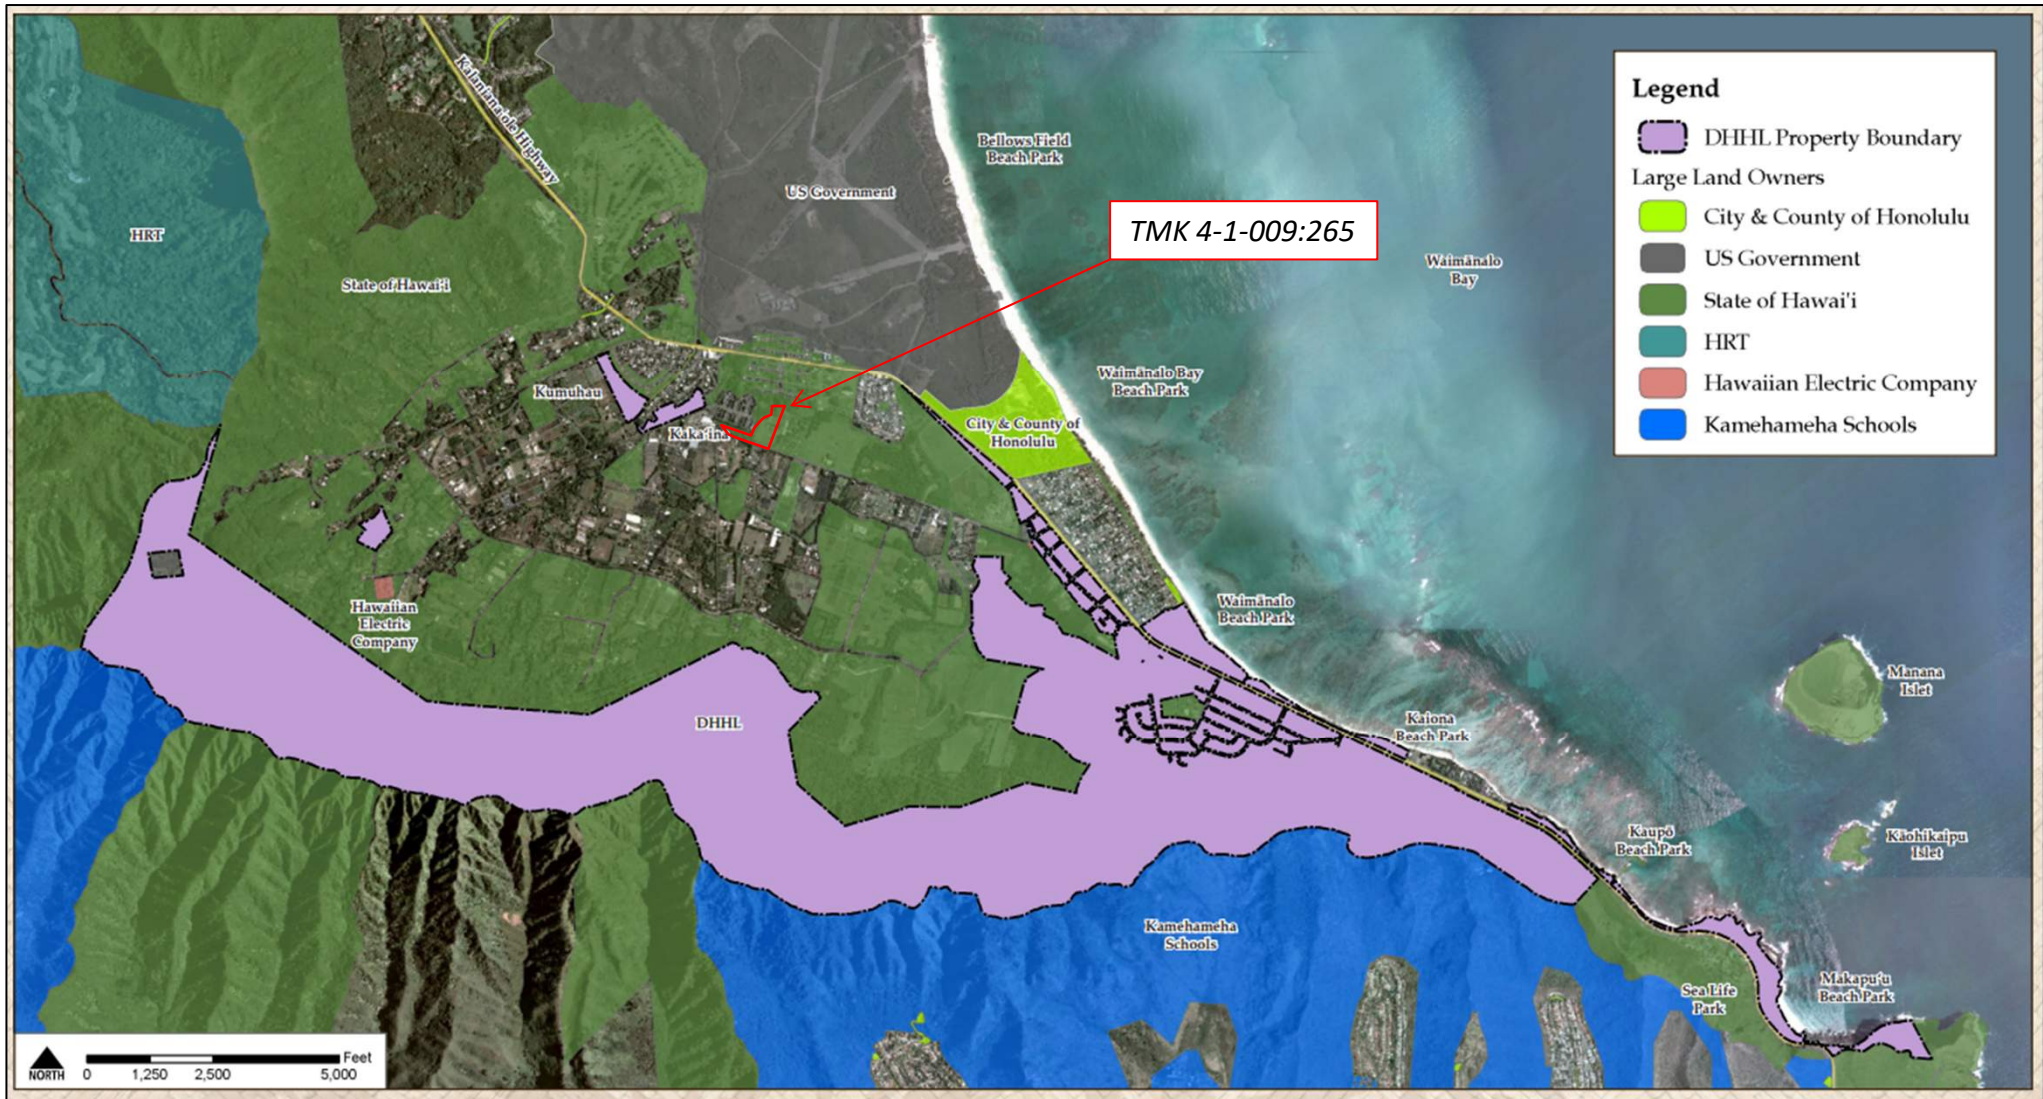 Kalaniana'ole Highway
Bellows Field
Beach Park
US Government
HRT
State of Hawai'i
TMK 4-1-009:265
Waimānalo
Bay
Legend
DHHL Property Boundary
Large Land Owners
City & County of Honolulu
US Government
State of Hawai'i
HRT
Hawaiian Electric Company
Kamehameha Schools
Kumuhau
Kaka'ina
Waimānalo Bay
Beach Park
City & County of
Honolulu
Hawaiian
Electric
Company
Waimānalo
Beach Park
DHHL
Manana
Islet
Kaiona
Beach Park
Kaupō
Beach Park
Kāohikaipu
Islet
Kamehameha
Schools
Sea Life
Park
Makapu'u
Beach Park
NORTH
0 1,250 2,500 5,000
Feet